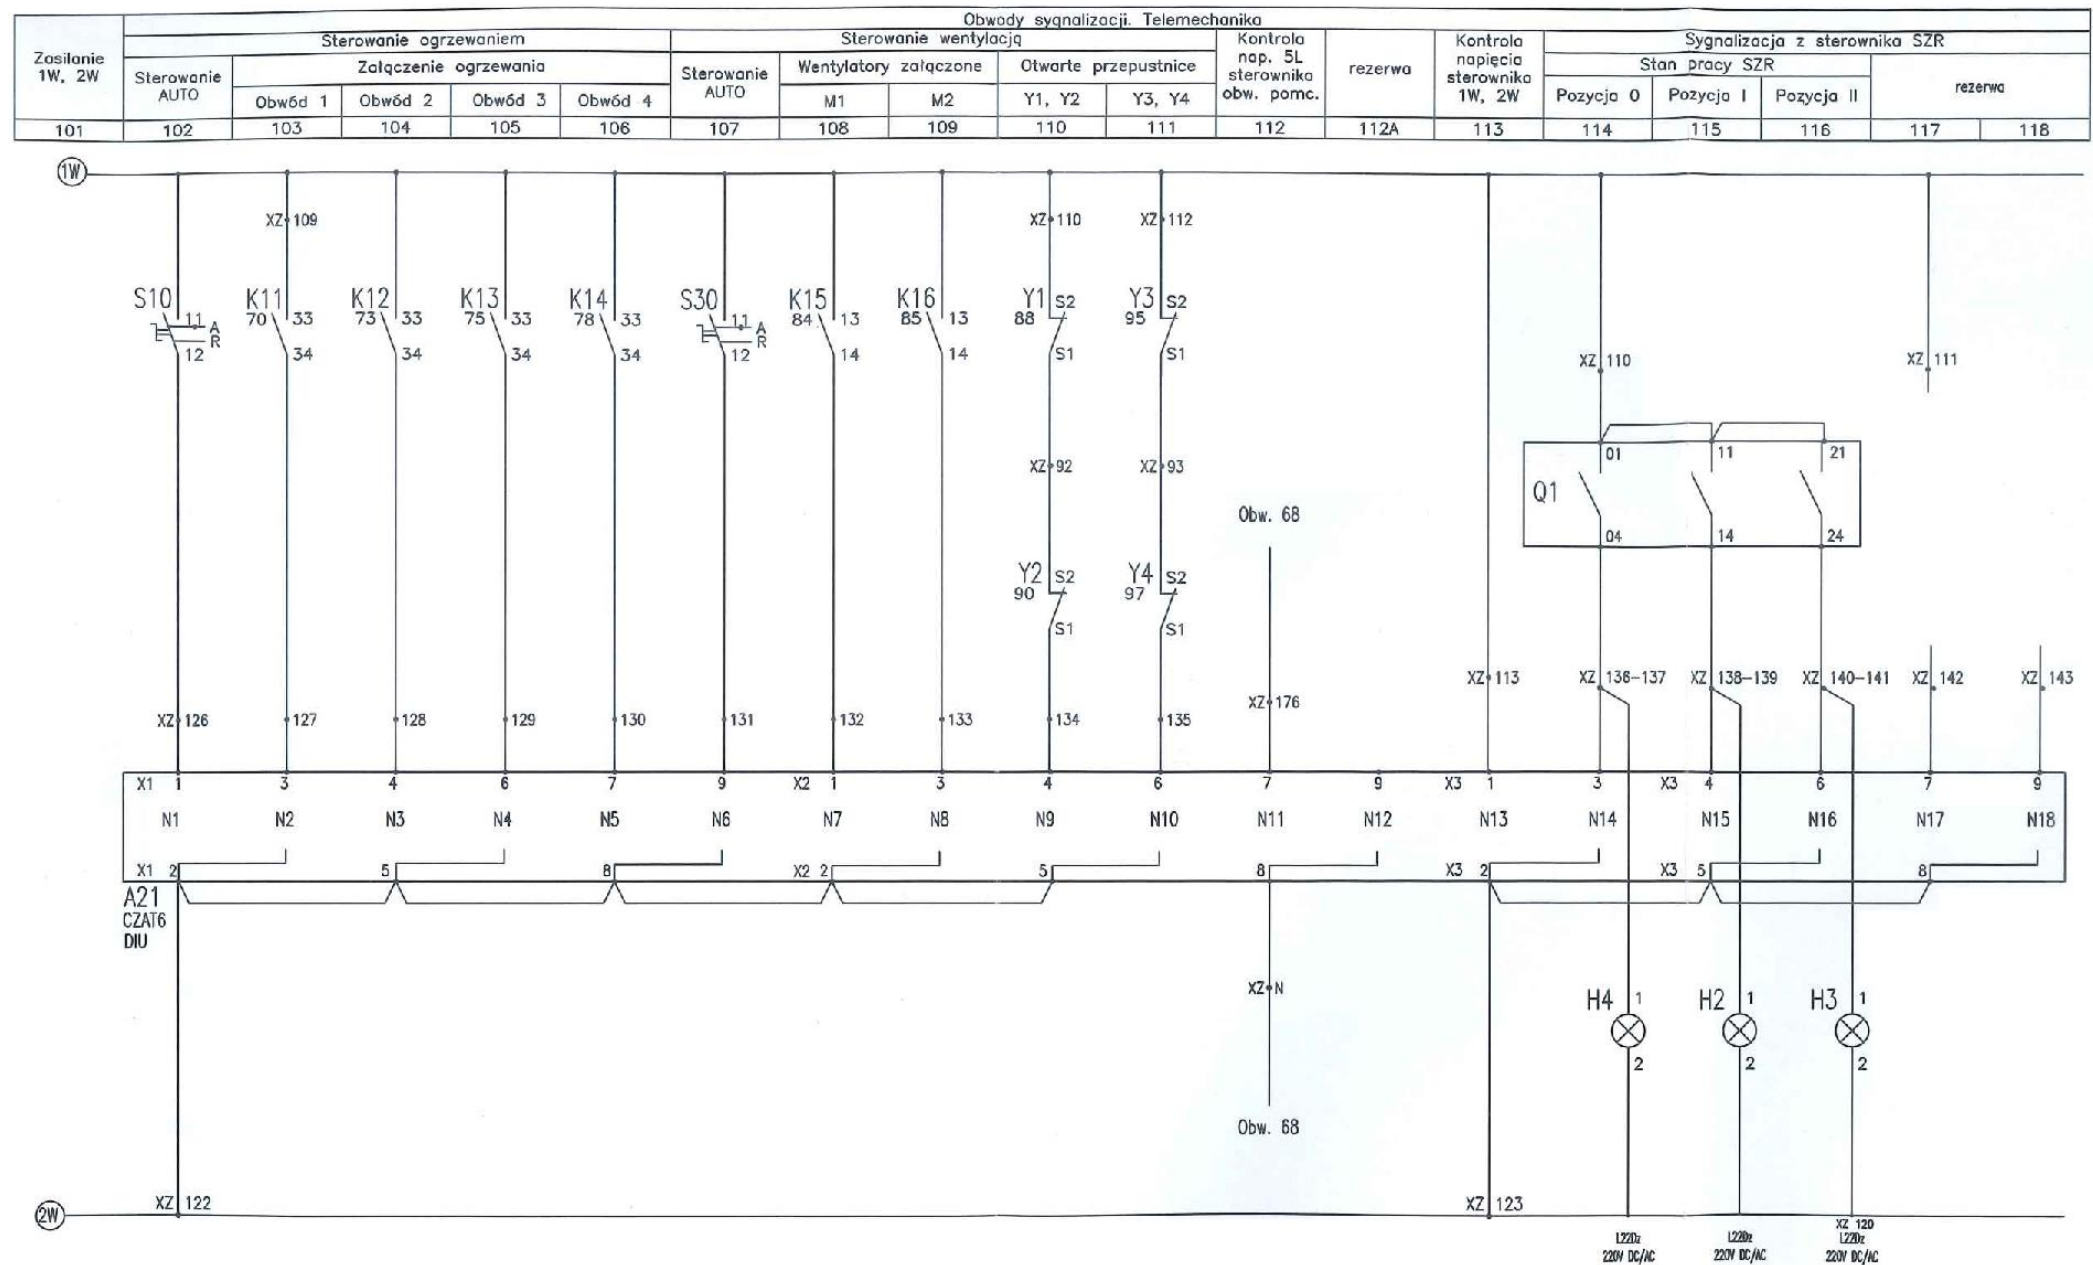 Obwody sygnalizacji. Telemechanika
Zasilanie
1W, 2W
Sterowanie ogrzewaniem
Sterowanie wentylacją
Kontrola
nap. 5L
sterownika
obw. pomc.
rezerwa
Kontrola
napięcia
sterownika
1W, 2W
Sygnalizacja z sterownika SZR
Sterowanie
AUTO
Załączenie ogrzewania
Sterowanie
AUTO
Wentylatory załączone
Otwarte przepustnice
Stan pracy SZR
rezerwa
Obwód 1
Obwód 2
Obwód 3
Obwód 4
M1
M2
Y1, Y2
Y3, Y4
Pozycja 0
Pozycja I
Pozycja II
101 102 103 104 105 106 107 108 109 110 111 112 112A 113 114 115 116 117 118
1W
XZ 109
XZ 110
XZ 112
S10 11 A R 12
K11 70 33 34
K12 73 33 34
K13 75 33 34
K14 78 33 34
S30 11 A R 12
K15 84 13 14
K16 85 13 14
Y1 88 S2 S1
Y3 95 S2 S1
XZ 110
XZ 111
XZ 92
XZ 93
Q1
01 11 21
04 14 24
Obw. 68
Y2 90 S2 S1
Y4 97 S2 S1
XZ 113
XZ 136-137
XZ 138-139
XZ 140-141
XZ 142
XZ 143
XZ 176
XZ 126 127 128 129 130 131 132 133 134 135
X1 1 3 4 6 7 9 X2 1 3 4 6 7 9 X3 1 3 X3 4 6 7 9
N1 N2 N3 N4 N5 N6 N7 N8 N9 N10 N11 N12 N13 N14 N15 N16 N17 N18
X1 2 5 8 X2 2 5 8 X3 2 X3 5 8
A21
CZAT6
DIU
XZ N
H4 1 2
H2 1 2
H3 1 2
Obw. 68
XZ 122
XZ 123
2W
XZ 120
L220z
220V DC/AC
L220z
220V DC/AC
L220z
220V DC/AC